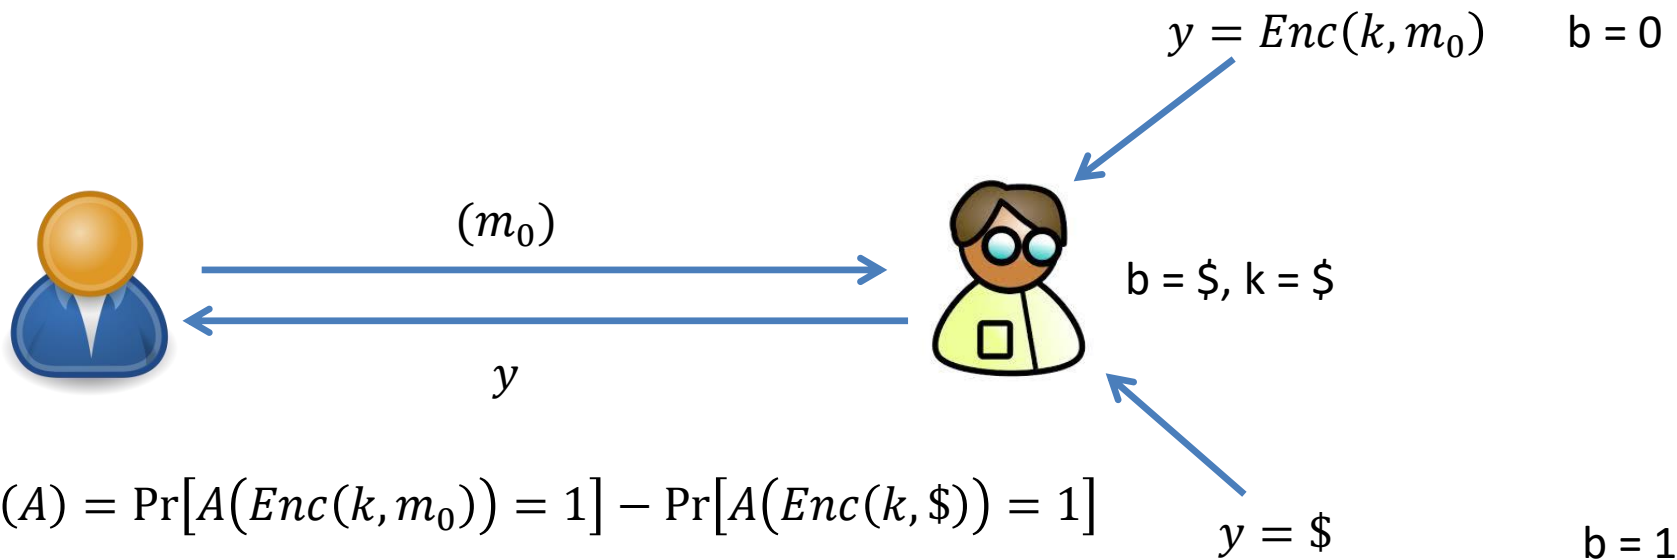 y = Enc(k, m₀) b = 0
(m₀)
b = $, k = $
y
(A) = Pr[A(Enc(k, m₀)) = 1] − Pr[A(Enc(k, $)) = 1]
y = $ b = 1